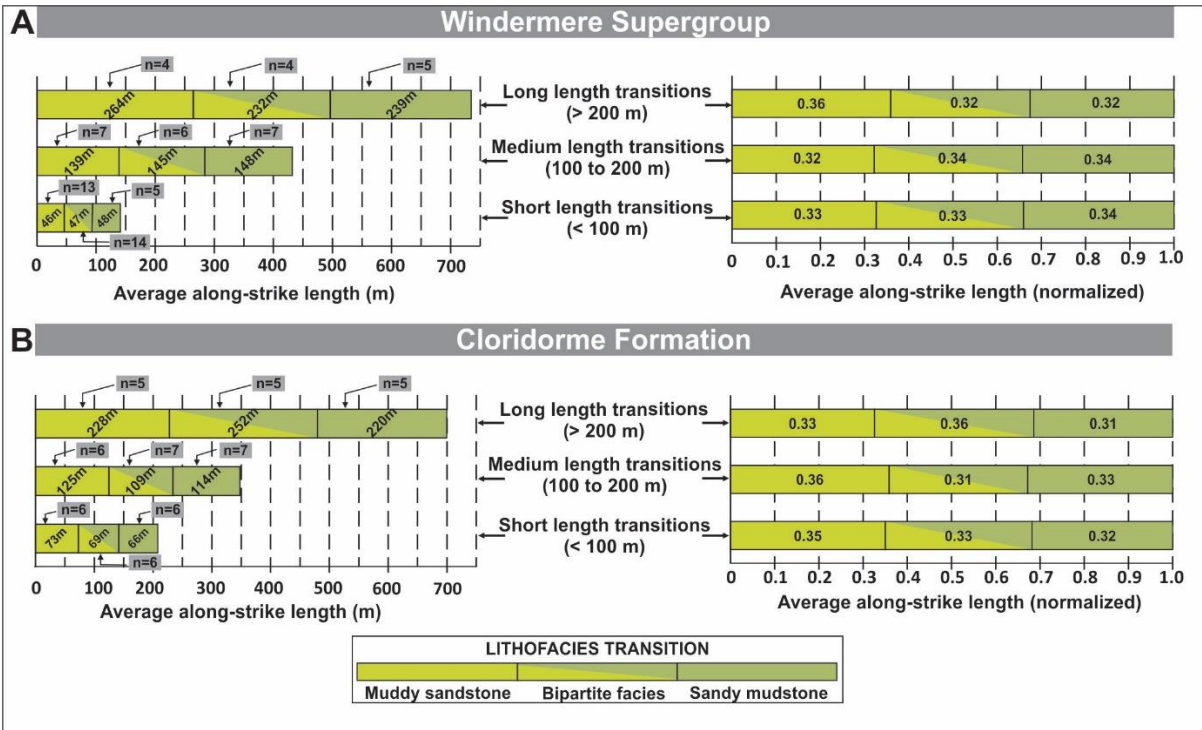 A
Windermere Supergroup
n=4 n=4 n=5
264m 232m 239m
n=7 n=6 n=7
139m 145m 148m
n=13 n=5
46m 47m 48m
n=14
0 100 200 300 400 500 600 700
Average along-strike length (m)
Long length transitions
(> 200 m)
Medium length transitions
(100 to 200 m)
Short length transitions
(< 100 m)
0.36 0.32 0.32
0.32 0.34 0.34
0.33 0.33 0.34
0 0.1 0.2 0.3 0.4 0.5 0.6 0.7 0.8 0.9 1.0
Average along-strike length (normalized)
B
Cloridorme Formation
n=5 n=5 n=5
228m 252m 220m
n=6 n=7 n=7
125m 109m 114m
n=6 n=6
73m 69m 66m
n=6
0 100 200 300 400 500 600 700
Average along-strike length (m)
Long length transitions
(> 200 m)
Medium length transitions
(100 to 200 m)
Short length transitions
(< 100 m)
0.33 0.36 0.31
0.36 0.31 0.33
0.35 0.33 0.32
0 0.1 0.2 0.3 0.4 0.5 0.6 0.7 0.8 0.9 1.0
Average along-strike length (normalized)
LITHOFACIES TRANSITION
Muddy sandstone Bipartite facies Sandy mudstone